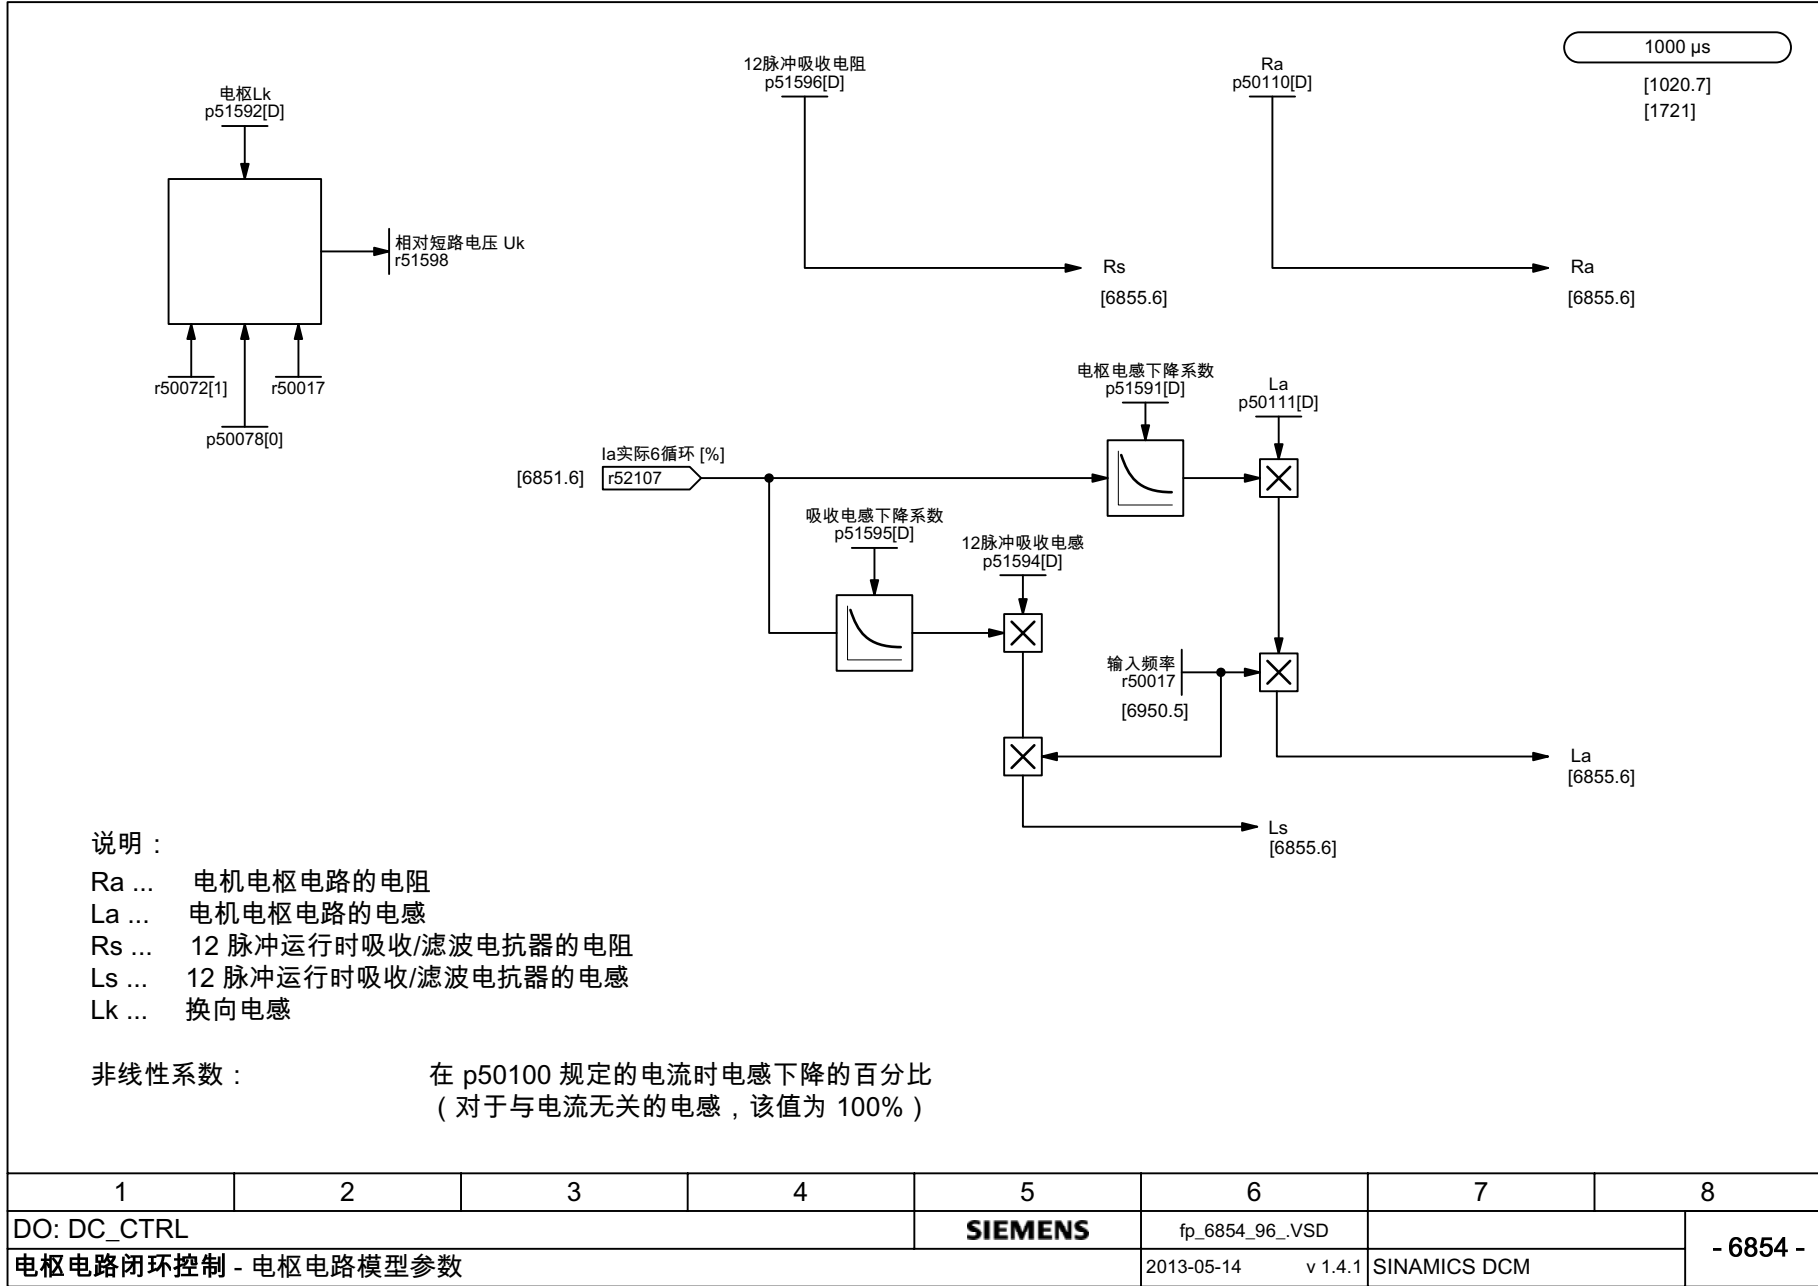 1000 µs
[1020.7]
[1721]
电枢Lk
p51592[D]
相对短路电压 Uk
r51598
r50072[1]
r50017
p50078[0]
12脉冲吸收电阻
p51596[D]
Rs
[6855.6]
Ra
p50110[D]
Ra
[6855.6]
电枢电感下降系数
p51591[D]
La
p50111[D]
Ia实际6循环 [%]
[6851.6]
r52107
吸收电感下降系数
p51595[D]
12脉冲吸收电感
p51594[D]
输入频率
r50017
[6950.5]
La
[6855.6]
Ls
[6855.6]
说明：
Ra ... 电机电枢电路的电阻
La ... 电机电枢电路的电感
Rs ... 12 脉冲运行时吸收/滤波电抗器的电阻
Ls ... 12 脉冲运行时吸收/滤波电抗器的电感
Lk ... 换向电感
非线性系数： 在 p50100 规定的电流时电感下降的百分比
（对于与电流无关的电感，该值为 100%）
1 2 3 4 5 6 7 8
DO: DC_CTRL
SIEMENS
fp_6854_96_.VSD
- 6854 -
电枢电路闭环控制 - 电枢电路模型参数
2013-05-14 v 1.4.1
SINAMICS DCM